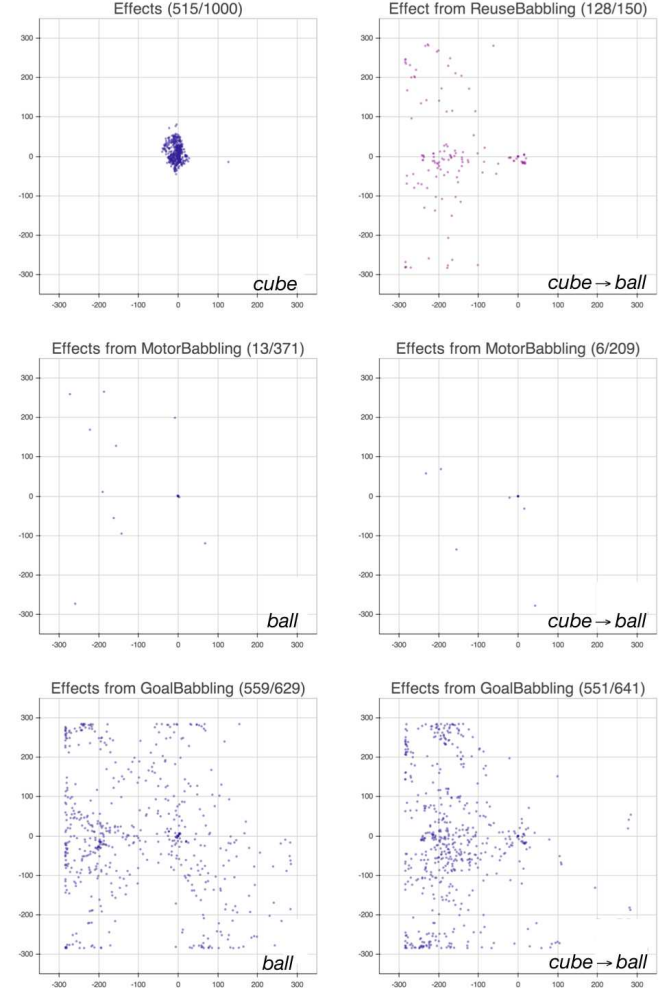 Effects (515/1000)
300
200
100
0
-100
-200
-300
-300 -200 -100 0 100 200 300
cube
Effect from ReuseBabbling (128/150)
300
200
100
0
-100
-200
-300
-300 -200 -100 0 100 200 300
cube → ball
Effects from MotorBabbling (13/371)
300
200
100
0
-100
-200
-300
-300 -200 -100 0 100 200 300
ball
Effects from MotorBabbling (6/209)
300
200
100
0
-100
-200
-300
-300 -200 -100 0 100 200 300
cube → ball
Effects from GoalBabbling (559/629)
300
200
100
0
-100
-200
-300
-300 -200 -100 0 100 200 300
ball
Effects from GoalBabbling (551/641)
300
200
100
0
-100
-200
-300
-300 -200 -100 0 100 200 300
cube → ball